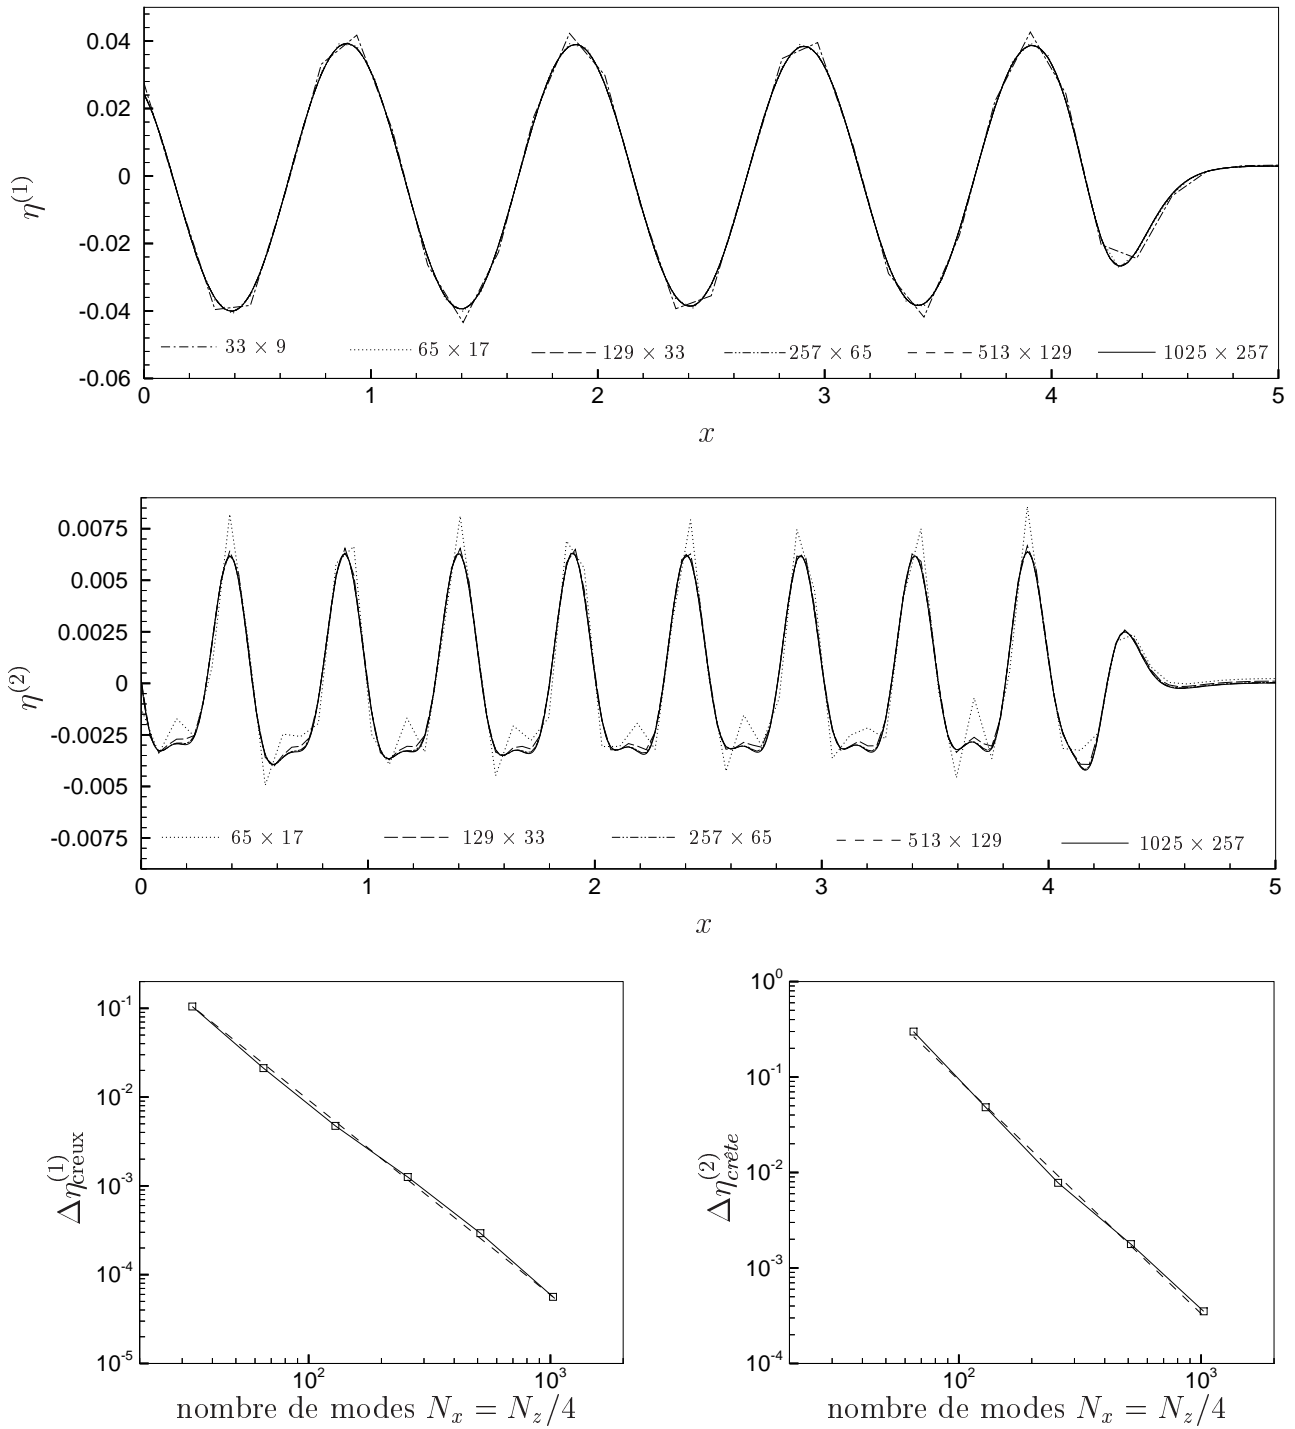 0.04
0.02
0
-0.02
-0.04
-0.06
η(1)
33 × 9
65 × 17
129 × 33
257 × 65
513 × 129
1025 × 257
0 1 2 3 4 5
x
0.0075
0.005
0.0025
0
-0.0025
-0.005
-0.0075
η(2)
65 × 17
129 × 33
257 × 65
513 × 129
1025 × 257
0 1 2 3 4 5
x
10-1
10-2
10-3
10-4
10-5
Δη(1)creux
102 103
nombre de modes Nx = Nz/4
100
10-1
10-2
10-3
10-4
Δη(2)crête
102 103
nombre de modes Nx = Nz/4